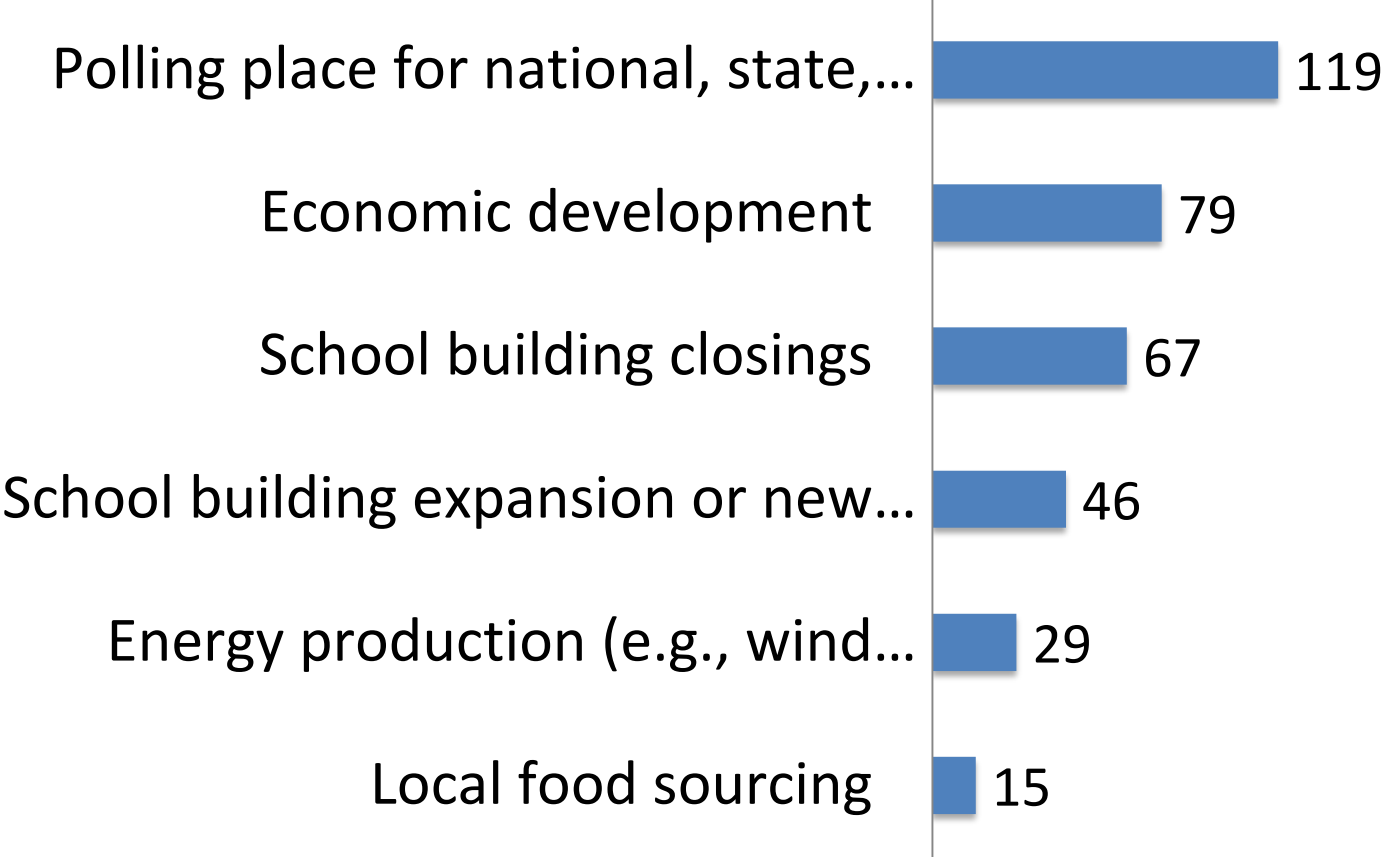 Polling place for national, state,... 119
Economic development 79
School building closings 67
School building expansion or new... 46
Energy production (e.g., wind... 29
Local food sourcing 15